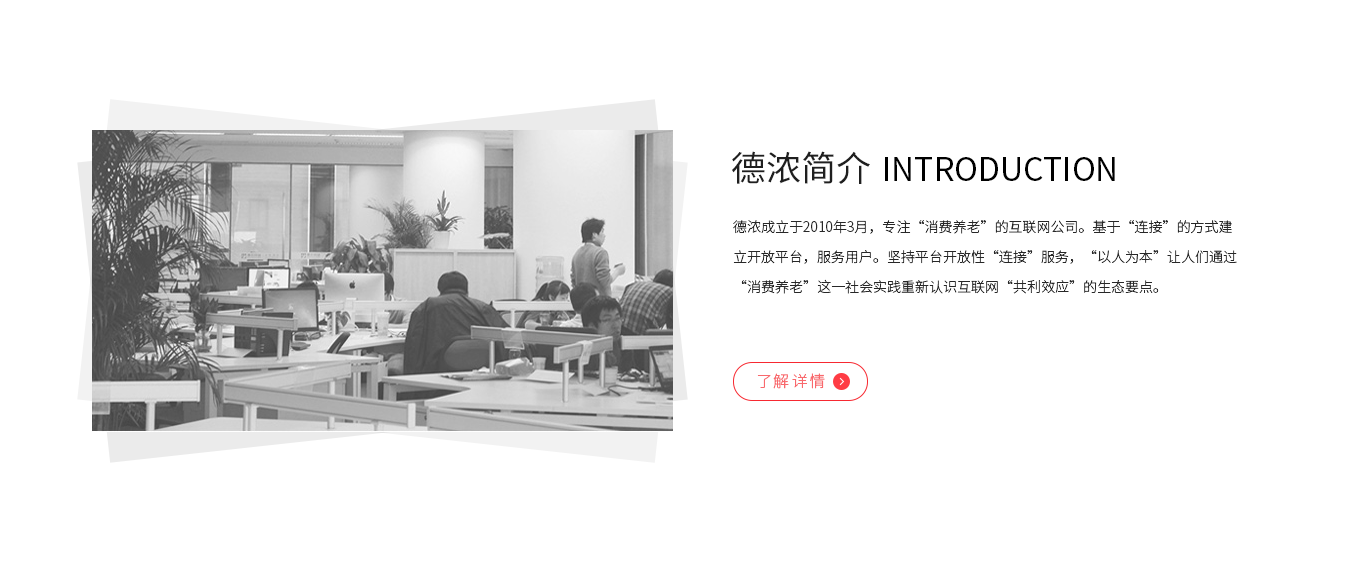 德浓简介 INTRODUCTION
德浓成立于2010年3月，专注“消费养老”的互联网公司。基于“连接”的方式建
立开放平台，服务用户。坚持平台开放性“连接”服务，“以人为本”让人们通过
“消费养老”这一社会实践重新认识互联网“共利效应”的生态要点。
了解详情